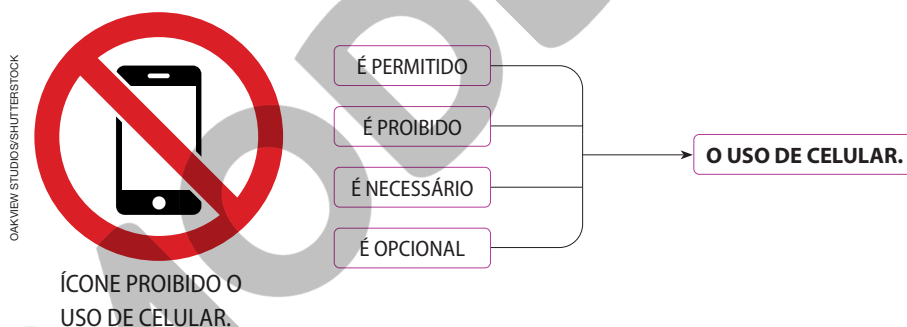 OAKVIEW STUDIOS/SHUTTERSTOCK
É PERMITIDO
É PROIBIDO
É NECESSÁRIO
É OPCIONAL
O USO DE CELULAR.
ÍCONE PROIBIDO O
USO DE CELULAR.